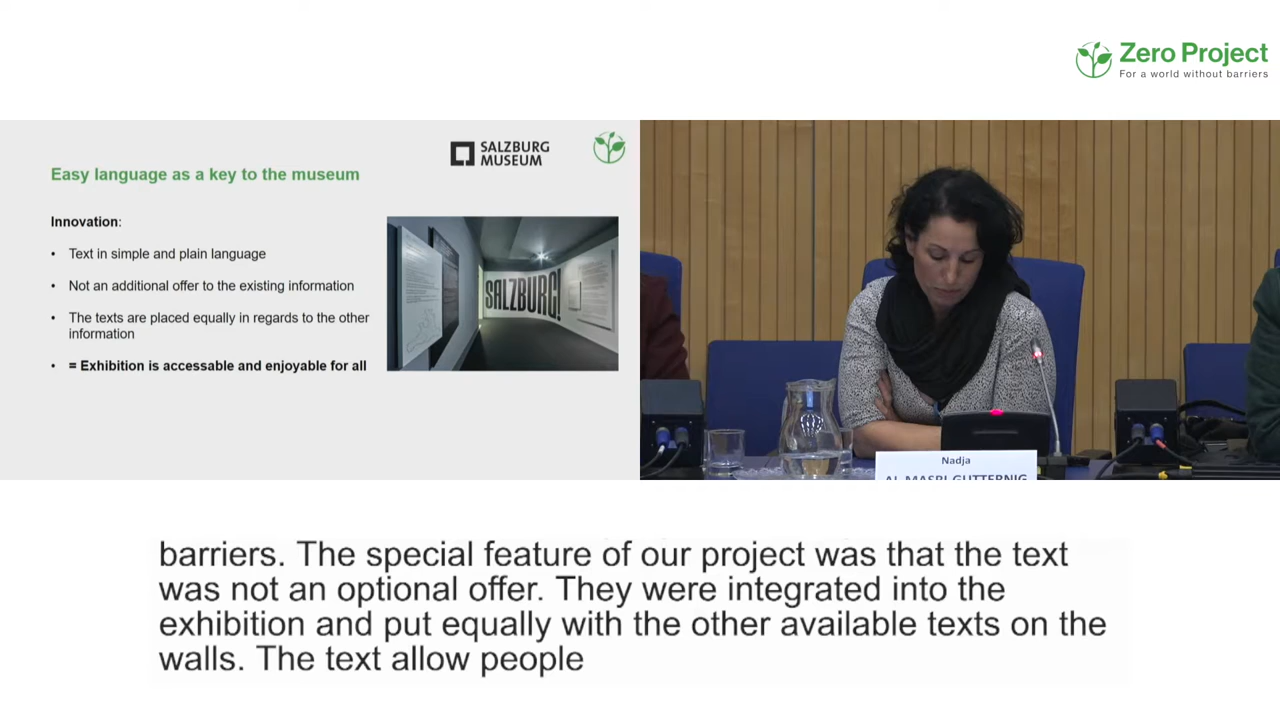 Zero Project
For a world without barriers
SALZBURG
MUSEUM
Easy language as a key to the museum
Innovation:
• Text in simple and plain language
• Not an additional offer to the existing information
• The texts are placed equally in regards to the other
information
• = Exhibition is accessable and enjoyable for all
SALZBURG!
Nadja
AL MASRI-GUTTERNIG
barriers. The special feature of our project was that the text
was not an optional offer. They were integrated into the
exhibition and put equally with the other available texts on the
walls. The text allow people